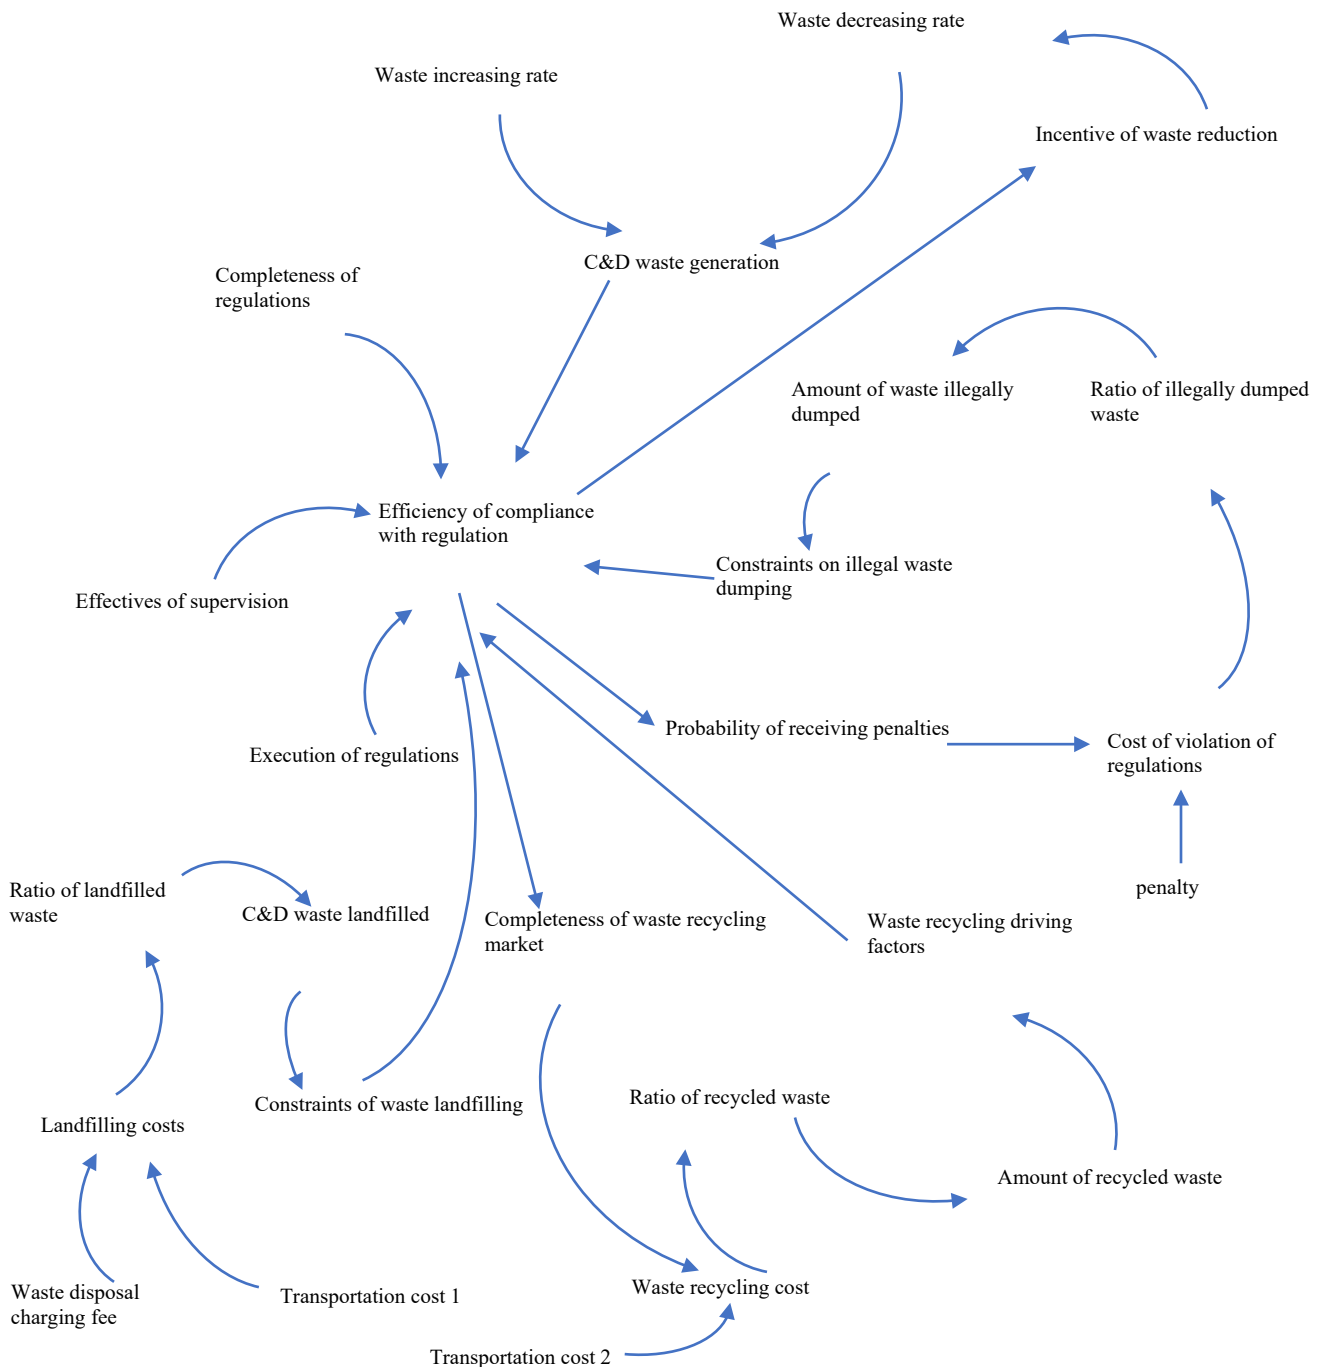 Waste decreasing rate
Waste increasing rate
Incentive of waste reduction
C&D waste generation
Completeness of
regulations
Amount of waste illegally
dumped
Ratio of illegally dumped
waste
Efficiency of compliance
with regulation
Constraints on illegal waste
dumping
Effectives of supervision
Probability of receiving penalties
Cost of violation of
regulations
Execution of regulations
penalty
Ratio of landfilled
waste
C&D waste landfilled
Completeness of waste recycling
market
Waste recycling driving
factors
Constraints of waste landfilling
Ratio of recycled waste
Landfilling costs
Amount of recycled waste
Waste disposal
charging fee
Transportation cost 1
Waste recycling cost
Transportation cost 2